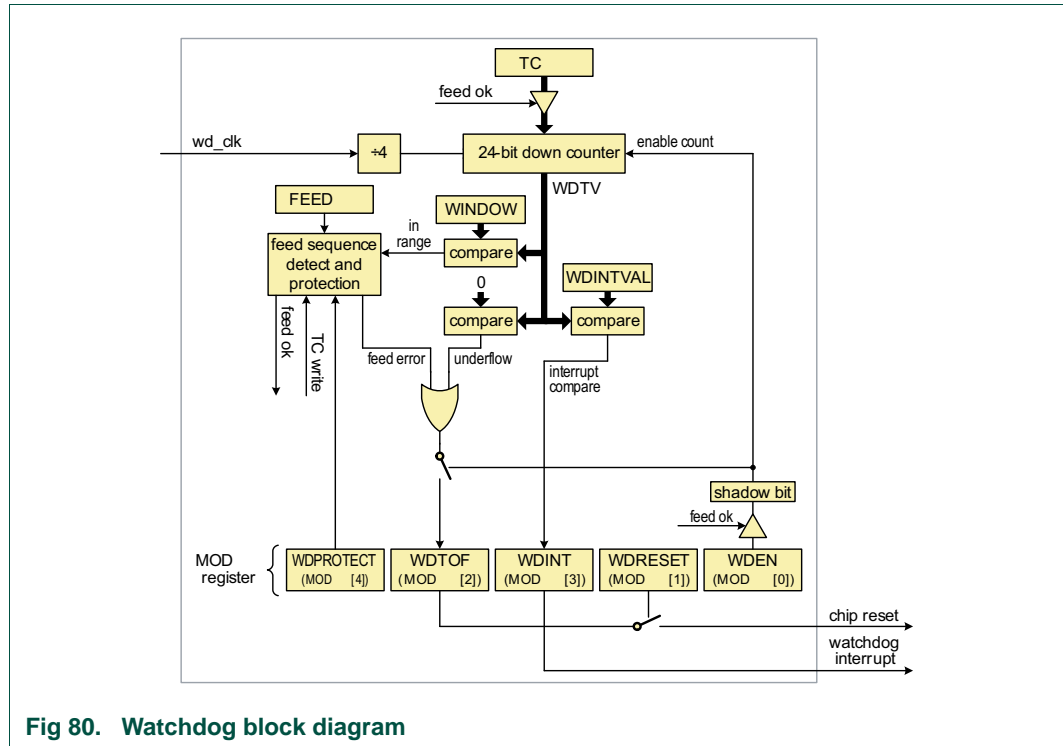 TC
feed ok
wd_clk
÷4
24-bit down counter
enable count
WDTV
FEED
WINDOW
in
range
feed sequence
detect and
protection
compare
WDINTVAL
0
compare
compare
feed ok
TC write
feed error
underflow
interrupt
compare
shadow bit
feed ok
MOD
register
WDPROTECT
(MOD [4])
WDTOF
(MOD [2])
WDINT
(MOD [3])
WDRESET
(MOD [1])
WDEN
(MOD [0])
chip reset
watchdog
interrupt
Fig 80. Watchdog block diagram